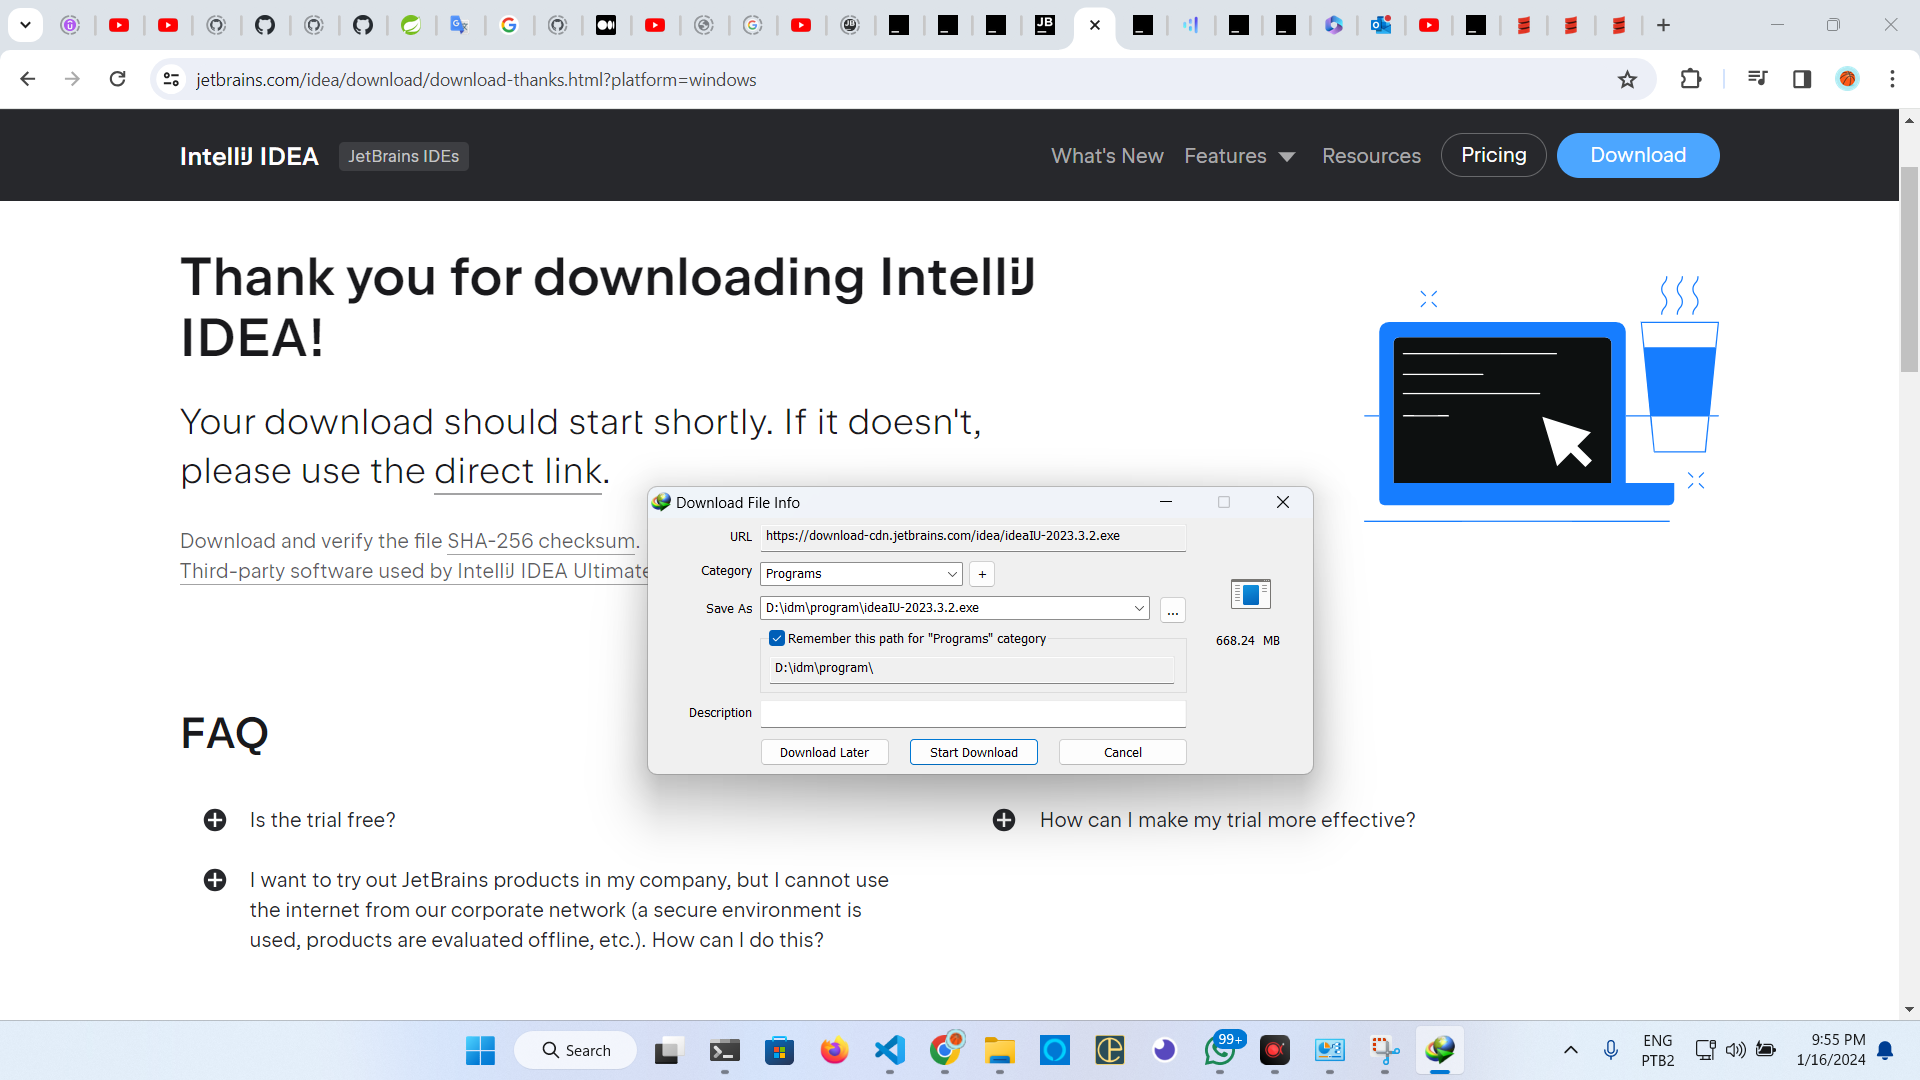 JB
jetbrains.com/idea/download/download-thanks.html?platform=windows
IntelliJ IDEA
JetBrains IDEs
What's New
Features
Resources
Pricing
Download
Thank you for downloading IntelliJ
IDEA!
Your download should start shortly. If it doesn't,
please use the direct link.
Download and verify the file SHA-256 checksum.
Third-party software used by IntelliJ IDEA Ultimate
Download File Info
URL
https://download-cdn.jetbrains.com/idea/ideaIU-2023.3.2.exe
Category
Programs
+
Save As
D:\idm\program\ideaIU-2023.3.2.exe
...
Remember this path for "Programs" category
668.24 MB
D:\idm\program\
Description
Download Later
Start Download
Cancel
FAQ
Is the trial free?
How can I make my trial more effective?
I want to try out JetBrains products in my company, but I cannot use
the internet from our corporate network (a secure environment is
used, products are evaluated offline, etc.). How can I do this?
Search
99+
ENG
PTB2
9:55 PM
1/16/2024